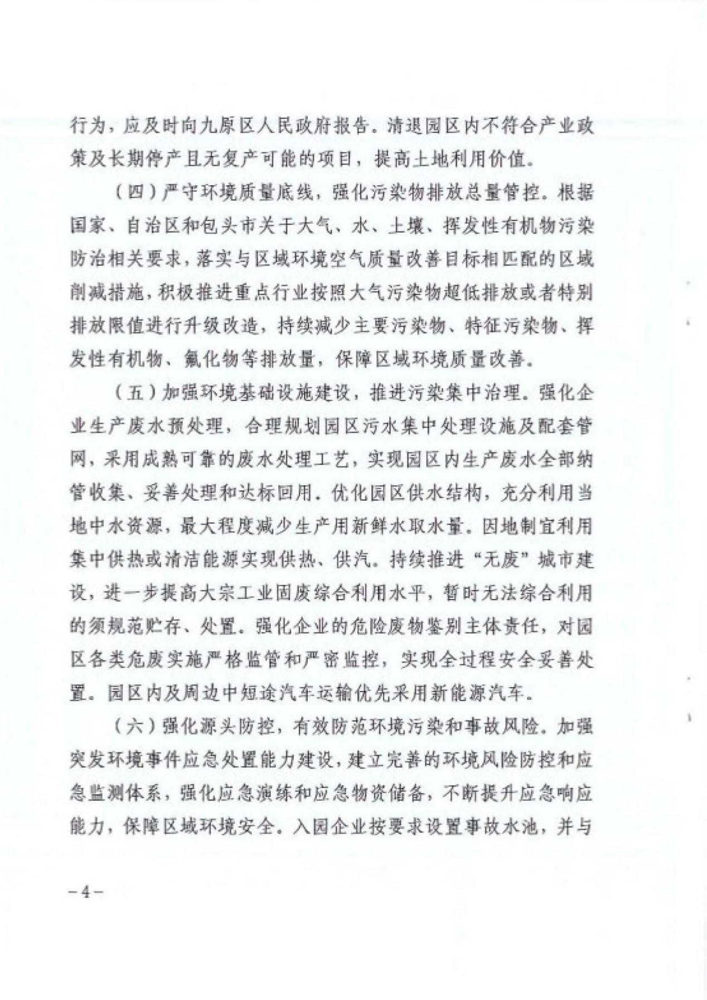 行为，应及时向九原区人民政府报告。清退园区内不符合产业政
策及长期停产且无复产可能的项目，提高土地利用价值。
（四）严守环境质量底线，强化污染物排放总量管控。根据
国家、自治区和包头市关于大气、水、土壤、挥发性有机物污染
防治相关要求，落实与区域环境空气质量改善目标相匹配的区域
削减措施，积极推进重点行业按照大气污染物超低排放或者特别
排放限值进行升级改造，持续减少主要污染物、特征污染物、挥
发性有机物、氟化物等排放量，保障区域环境质量改善。
（五）加强环境基础设施建设，推进污染集中治理。强化企
业生产废水预处理，合理规划园区污水集中处理设施及配套管
网，采用成熟可靠的废水处理工艺，实现园区内生产废水全部纳
管收集、妥善处理和达标回用。优化园区供水结构，充分利用当
地中水资源，最大程度减少生产用新鲜水取水量。因地制宜利用
集中供热或清洁能源实现供热、供汽。持续推进“无废”城市建
设，进一步提高大宗工业固废综合利用水平，暂时无法综合利用
的须规范贮存、处置。强化企业的危险废物鉴别主体责任，对园
区各类危废实施严格监管和严密监控，实现全过程安全妥善处
置。园区内及周边中短途汽车运输优先采用新能源汽车。
（六）强化源头防控，有效防范环境污染和事故风险。加强
突发环境事件应急处置能力建设，建立完善的环境风险防控和应
急监测体系，强化应急演练和应急物资储备，不断提升应急响应
能力，保障区域环境安全。入园企业按要求设置事故水池，并与
-4-